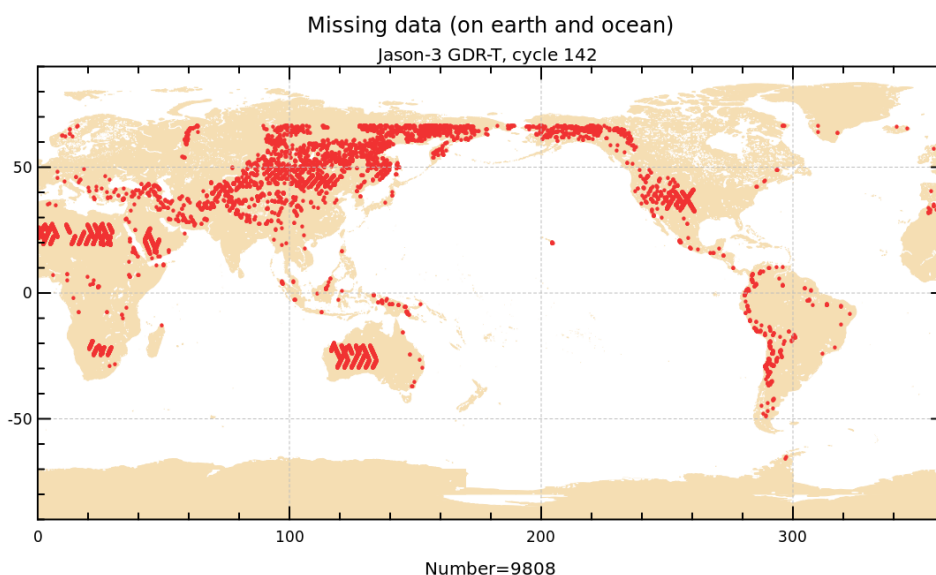 Missing data (on earth and ocean)
Jason-3 GDR-T, cycle 142
50
0
-50
0 100 200 300
Number=9808